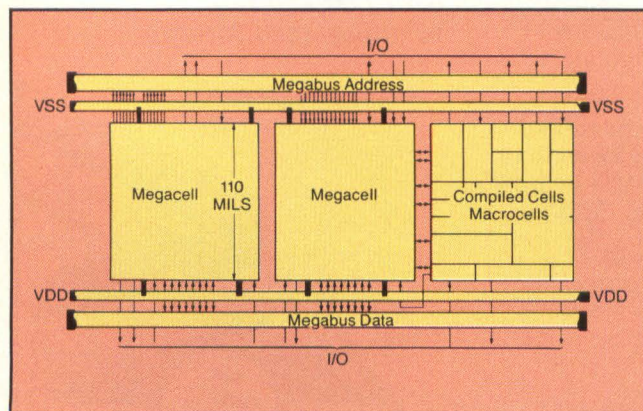 I/O
Megabus Address
VSS
VSS
Megacell
110
MILS
Megacell
Compiled Cells
Macrocells
VDD
VDD
Megabus Data
I/O